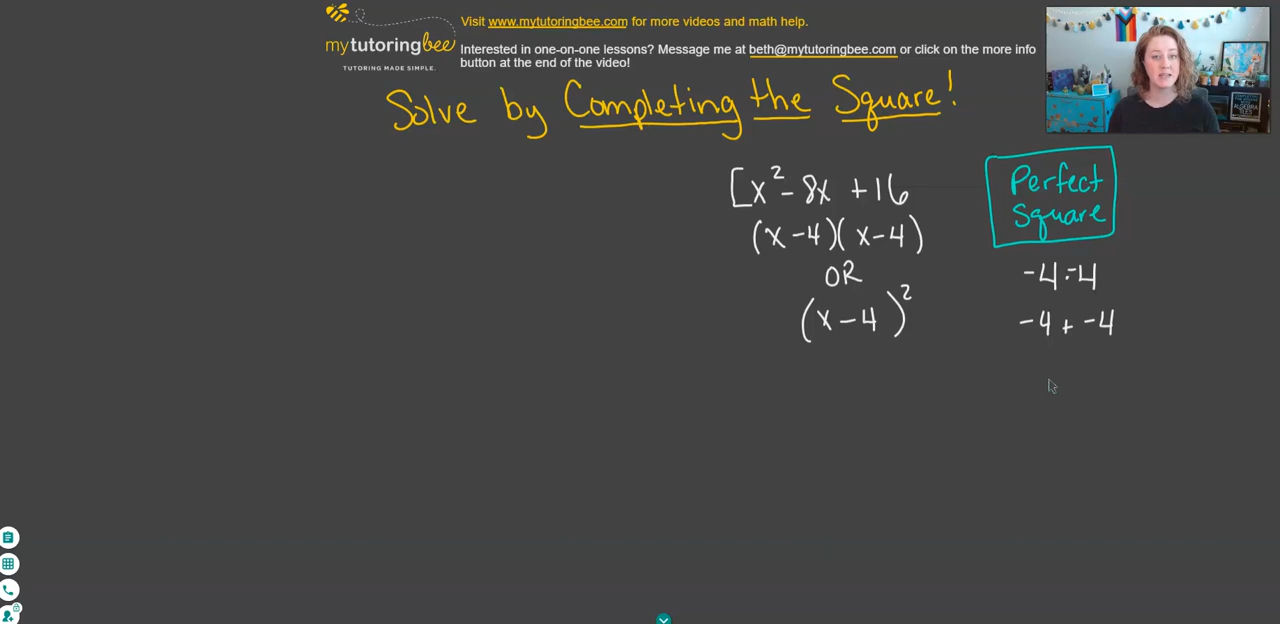 Visit www.mytutoringbee.com for more videos and math help.
mytutoringbee
TUTORING MADE SIMPLE.
Interested in one-on-one lessons? Message me at beth@mytutoringbee.com or click on the more info
button at the end of the video!
Solve by Completing the Square!
[x² - 8x + 16
(x - 4)(x - 4)
OR
(x - 4)²
Perfect
Square
-4 · -4
-4 + -4
ALGEBRA
TILES